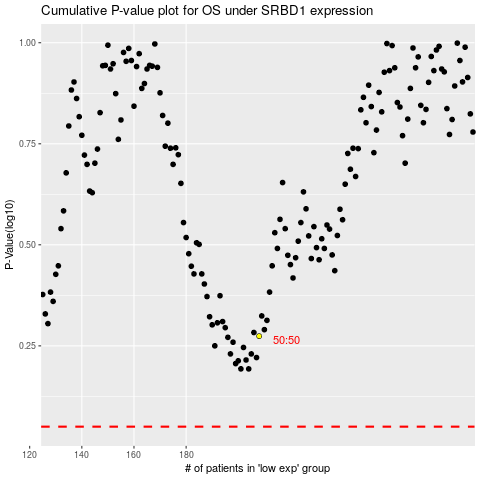 Cumulative P-value plot for OS under SRBD1 expression
P-Value(log10)
1.00
0.75
0.50
0.25
50:50
120 140 160 180
# of patients in 'low exp' group